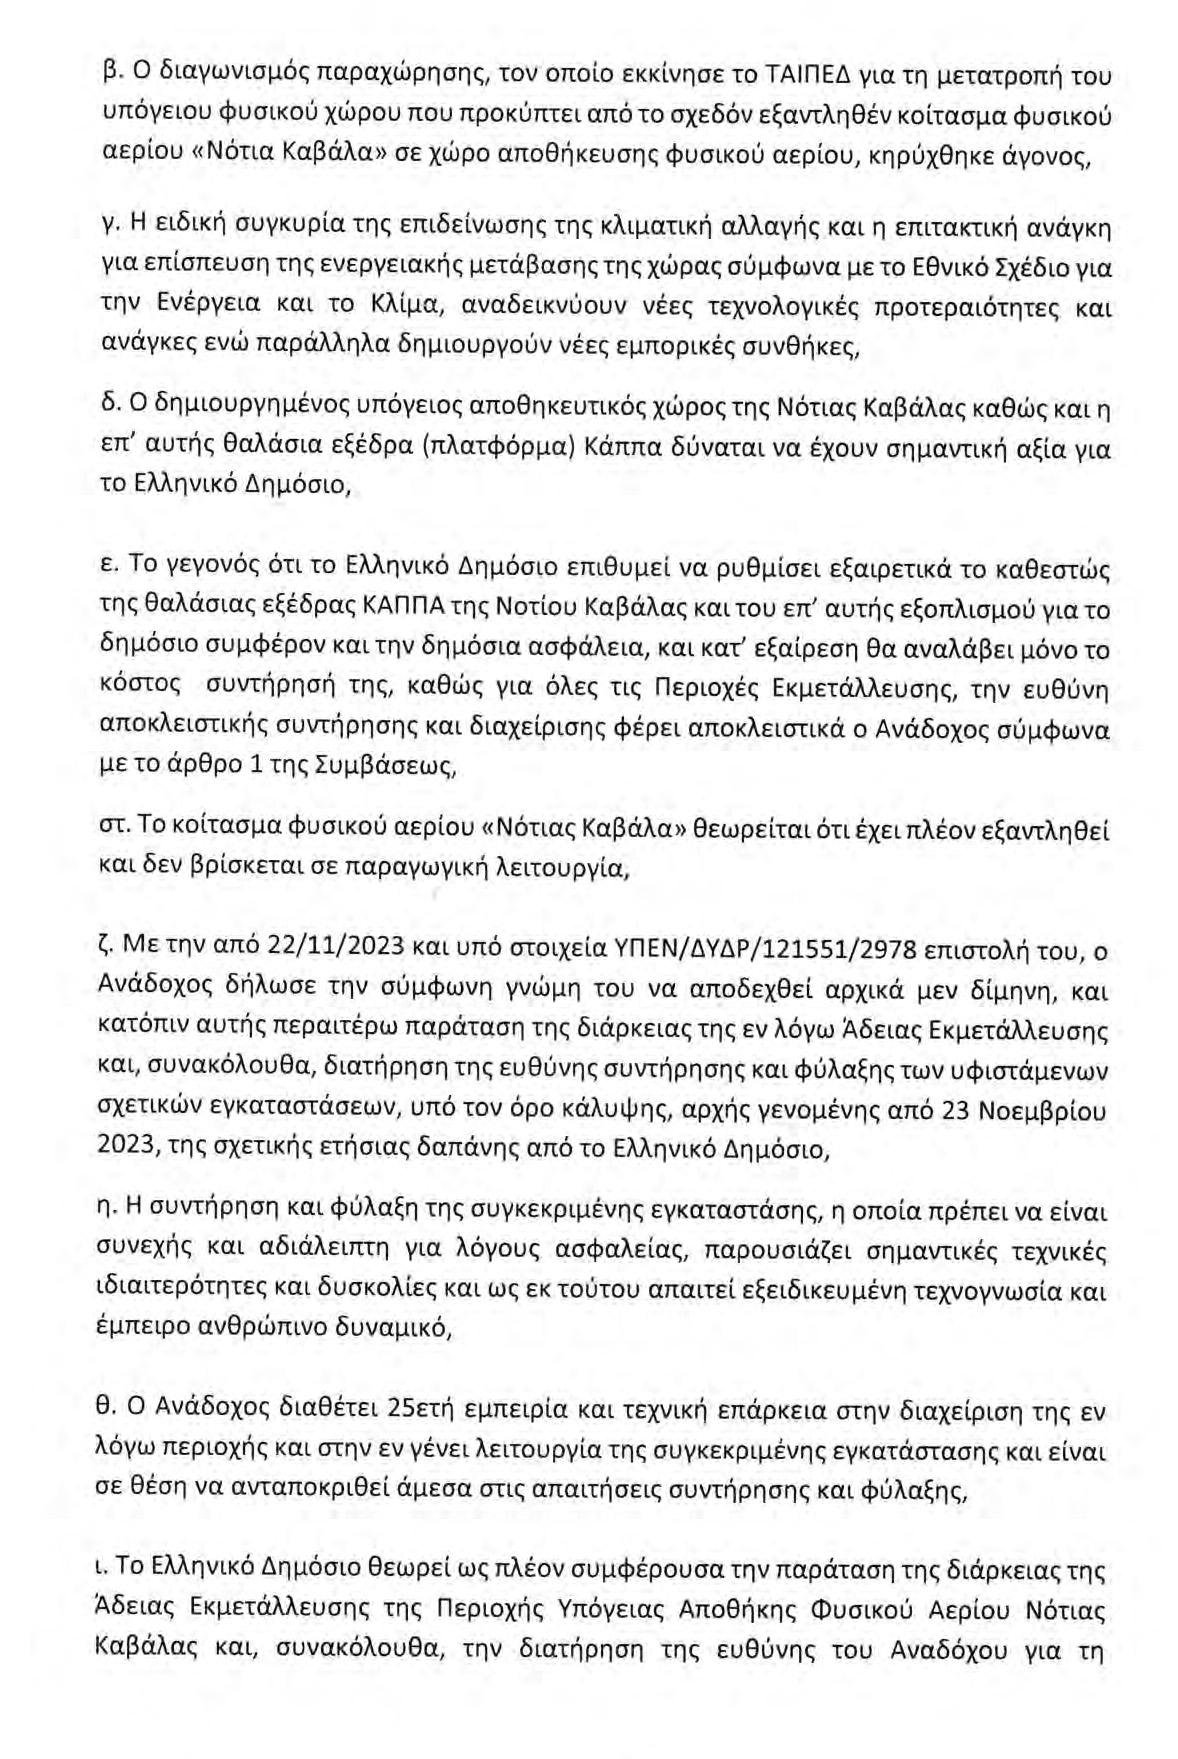 β. Ο διαγωνισμός παραχώρησης, τον οποίο εκκίνησε το ΤΑΙΠΕΔ για τη μετατροπή του
υπόγειου φυσικού χώρου που προκύπτει από το σχεδόν εξαντληθέν κοίτασμα φυσικού
αερίου «Νότια Καβάλα» σε χώρο αποθήκευσης φυσικού αερίου, κηρύχθηκε άγονος,
γ. Η ειδική συγκυρία της επιδείνωσης της κλιματική αλλαγής και η επιτακτική ανάγκη
για επίσπευση της ενεργειακής μετάβασης της χώρας σύμφωνα με το Εθνικό Σχέδιο για
την Ενέργεια και το Κλίμα, αναδεικνύουν νέες τεχνολογικές προτεραιότητες και
ανάγκες ενώ παράλληλα δημιουργούν νέες εμπορικές συνθήκες,
δ. Ο δημιουργημένος υπόγειος αποθηκευτικός χώρος της Νότιας Καβάλας καθώς και η
επ’ αυτής θαλάσια εξέδρα (πλατφόρμα) Κάππα δύναται να έχουν σημαντική αξία για
το Ελληνικό Δημόσιο,
ε. Το γεγονός ότι το Ελληνικό Δημόσιο επιθυμεί να ρυθμίσει εξαιρετικά το καθεστώς
της θαλάσιας εξέδρας ΚΑΠΠΑ της Νοτίου Καβάλας και του επ’ αυτής εξοπλισμού για το
δημόσιο συμφέρον και την δημόσια ασφάλεια, και κατ’ εξαίρεση θα αναλάβει μόνο το
κόστος συντήρησή της, καθώς για όλες τις Περιοχές Εκμετάλλευσης, την ευθύνη
αποκλειστικής συντήρησης και διαχείρισης φέρει αποκλειστικά ο Ανάδοχος σύμφωνα
με το άρθρο 1 της Συμβάσεως,
στ. Το κοίτασμα φυσικού αερίου «Νότιας Καβάλα» θεωρείται ότι έχει πλέον εξαντληθεί
και δεν βρίσκεται σε παραγωγική λειτουργία,
ζ. Με την από 22/11/2023 και υπό στοιχεία ΥΠΕΝ/ΔΥΔΡ/121551/2978 επιστολή του, ο
Ανάδοχος δήλωσε την σύμφωνη γνώμη του να αποδεχθεί αρχικά μεν δίμηνη, και
κατόπιν αυτής περαιτέρω παράταση της διάρκειας της εν λόγω Άδειας Εκμετάλλευσης
και, συνακόλουθα, διατήρηση της ευθύνης συντήρησης και φύλαξης των υφιστάμενων
σχετικών εγκαταστάσεων, υπό τον όρο κάλυψης, αρχής γενομένης από 23 Νοεμβρίου
2023, της σχετικής ετήσιας δαπάνης από το Ελληνικό Δημόσιο,
η. Η συντήρηση και φύλαξη της συγκεκριμένης εγκαταστάσης, η οποία πρέπει να είναι
συνεχής και αδιάλειπτη για λόγους ασφαλείας, παρουσιάζει σημαντικές τεχνικές
ιδιαιτερότητες και δυσκολίες και ως εκ τούτου απαιτεί εξειδικευμένη τεχνογνωσία και
έμπειρο ανθρώπινο δυναμικό,
θ. Ο Ανάδοχος διαθέτει 25ετή εμπειρία και τεχνική επάρκεια στην διαχείριση της εν
λόγω περιοχής και στην εν γένει λειτουργία της συγκεκριμένης εγκατάστασης και είναι
σε θέση να ανταποκριθεί άμεσα στις απαιτήσεις συντήρησης και φύλαξης,
ι. Το Ελληνικό Δημόσιο θεωρεί ως πλέον συμφέρουσα την παράταση της διάρκειας της
Άδειας Εκμετάλλευσης της Περιοχής Υπόγειας Αποθήκης Φυσικού Αερίου Νότιας
Καβάλας και, συνακόλουθα, την διατήρηση της ευθύνης του Αναδόχου για τη